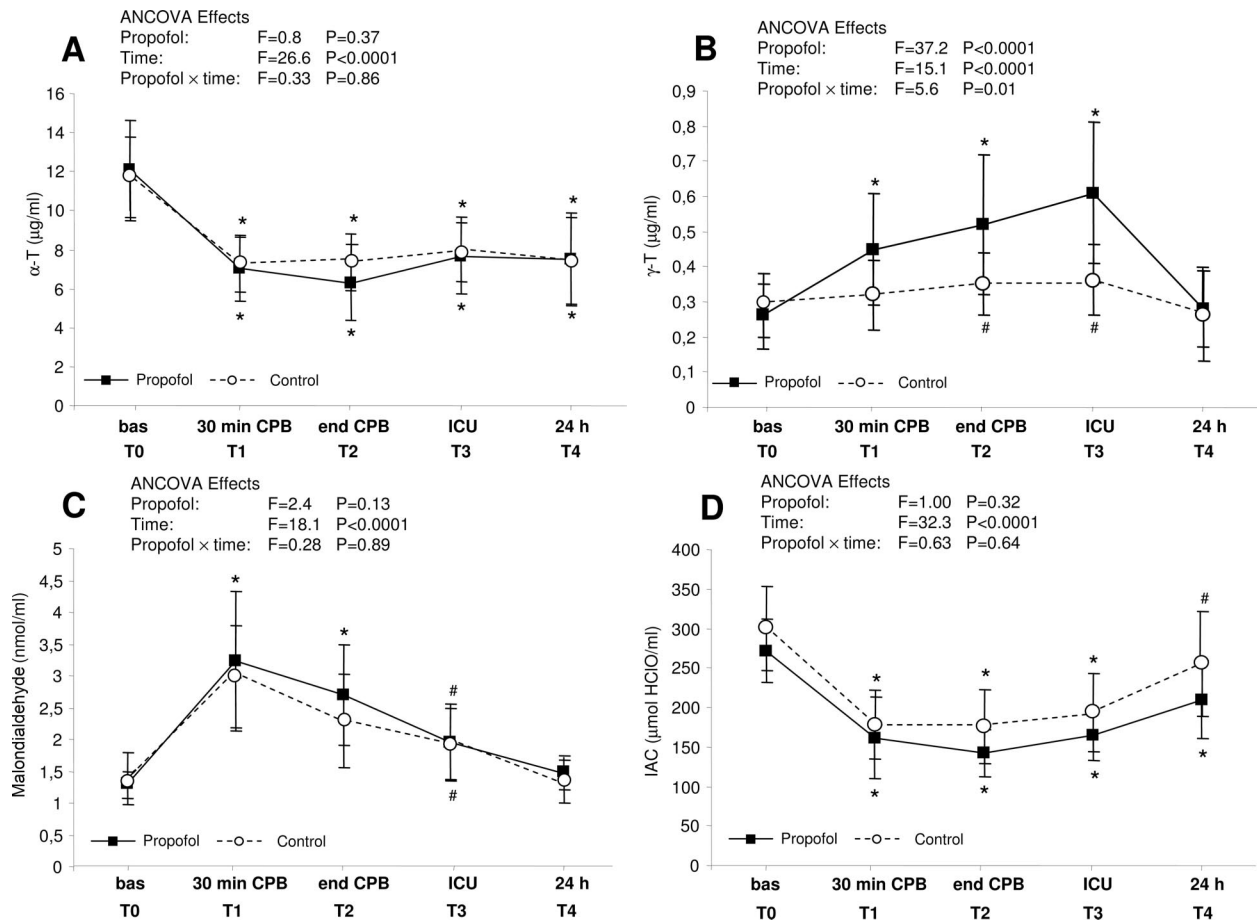 A
ANCOVA Effects
Propofol: F=0.8 P=0.37
Time: F=26.6 P<0.0001
Propofol × time: F=0.33 P=0.86
α-T (µg/ml)
16
14
12
10
8
6
4
2
0
* * * *
* * * *
Propofol Control
bas 30 min CPB end CPB ICU 24 h
T0 T1 T2 T3 T4
B
ANCOVA Effects
Propofol: F=37.2 P<0.0001
Time: F=15.1 P<0.0001
Propofol × time: F=5.6 P=0.01
γ-T (µg/ml)
0,9
0,8
0,7
0,6
0,5
0,4
0,3
0,2
0,1
0
* * *
# #
Propofol Control
bas 30 min CPB end CPB ICU 24 h
T0 T1 T2 T3 T4
C
ANCOVA Effects
Propofol: F=2.4 P=0.13
Time: F=18.1 P<0.0001
Propofol × time: F=0.28 P=0.89
Malondialdehyde (nmol/ml)
5
4,5
4
3,5
3
2,5
2
1,5
1
0,5
0
* * #
#
Propofol Control
bas 30 min CPB end CPB ICU 24 h
T0 T1 T2 T3 T4
D
ANCOVA Effects
Propofol: F=1.00 P=0.32
Time: F=32.3 P<0.0001
Propofol × time: F=0.63 P=0.64
IAC (µmol HClO/ml)
400
350
300
250
200
150
100
50
0
* * * #
* * * *
Propofol Control
bas 30 min CPB end CPB ICU 24 h
T0 T1 T2 T3 T4